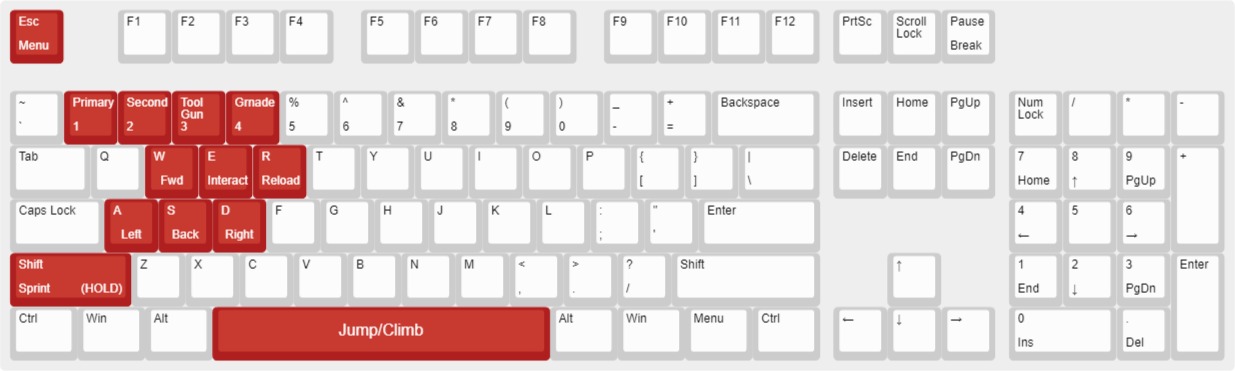 Esc F1 F2 F3 F4 F5 F6 F7 F8 F9 F10 F11 F12 PrtSc Scroll Lock Pause
Menu Break
~ Primary Second Tool Gun Grnade % ^ & * ( ) _ + Backspace Insert Home PgUp Num Lock / * -
` 1 2 3 4 5 6 7 8 9 0 - =
Tab Q W E R T Y U I O P { } | Delete End PgDn 7 8 9 +
Fwd Interact Reload [ ] \ Home ↑ PgUp
Caps Lock A S D F G H J K L : " Enter 4 5 6
Left Back Right ; ' ← →
Shift Z X C V B N M < > ? Shift ↑ 1 2 3 Enter
Sprint (HOLD) , . / End ↓ PgDn
Ctrl Win Alt Jump/Climb Alt Win Menu Ctrl ← ↓ → 0 .
Ins Del